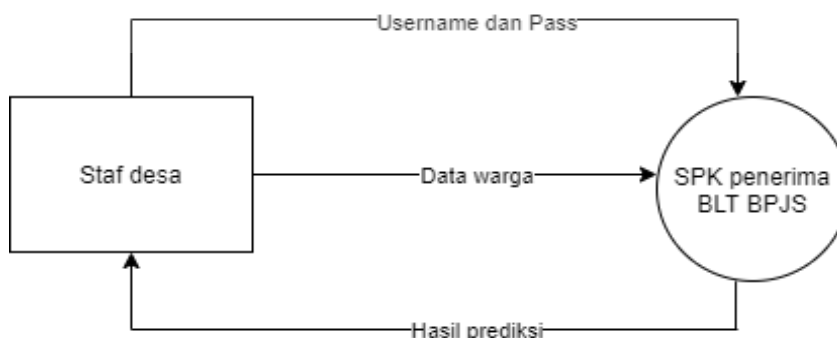 Username dan Pass
Staf desa
Data warga
SPK penerima
BLT BPJS
Hasil prediksi